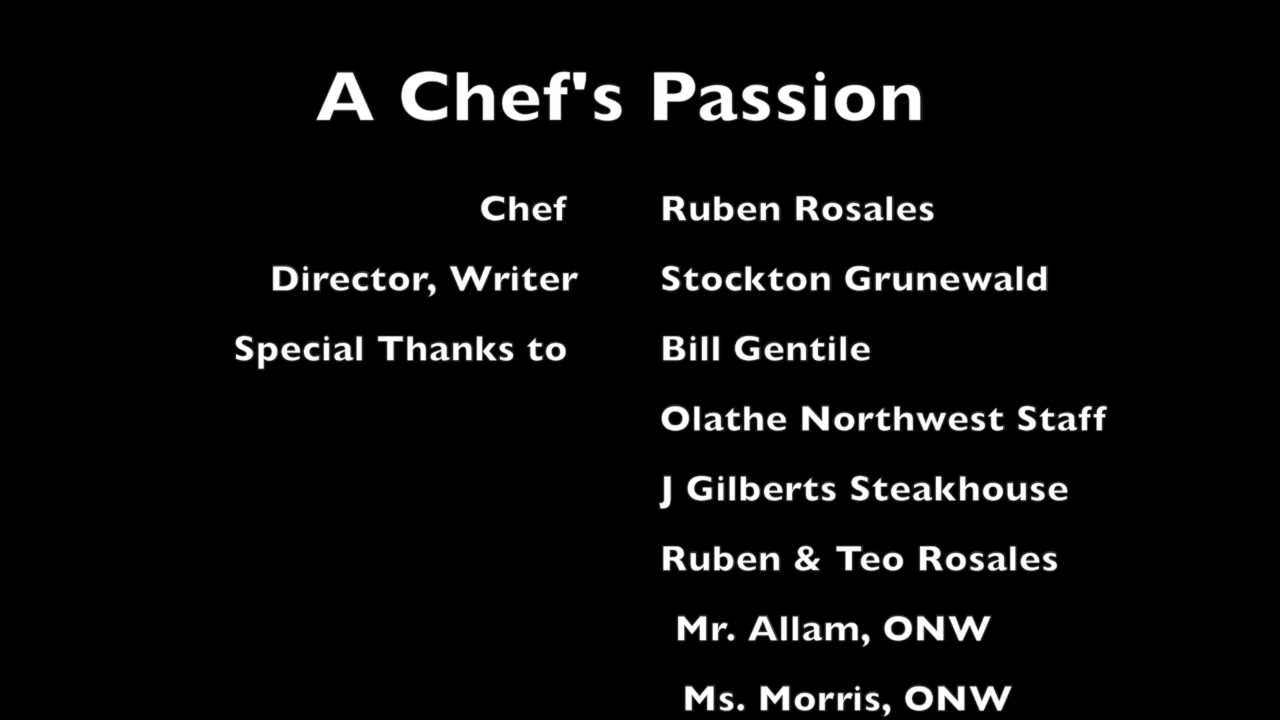 A Chef's Passion
Chef Ruben Rosales
Director, Writer Stockton Grunewald
Special Thanks to Bill Gentile
Olathe Northwest Staff
J Gilberts Steakhouse
Ruben & Teo Rosales
Mr. Allam, ONW
Ms. Morris, ONW